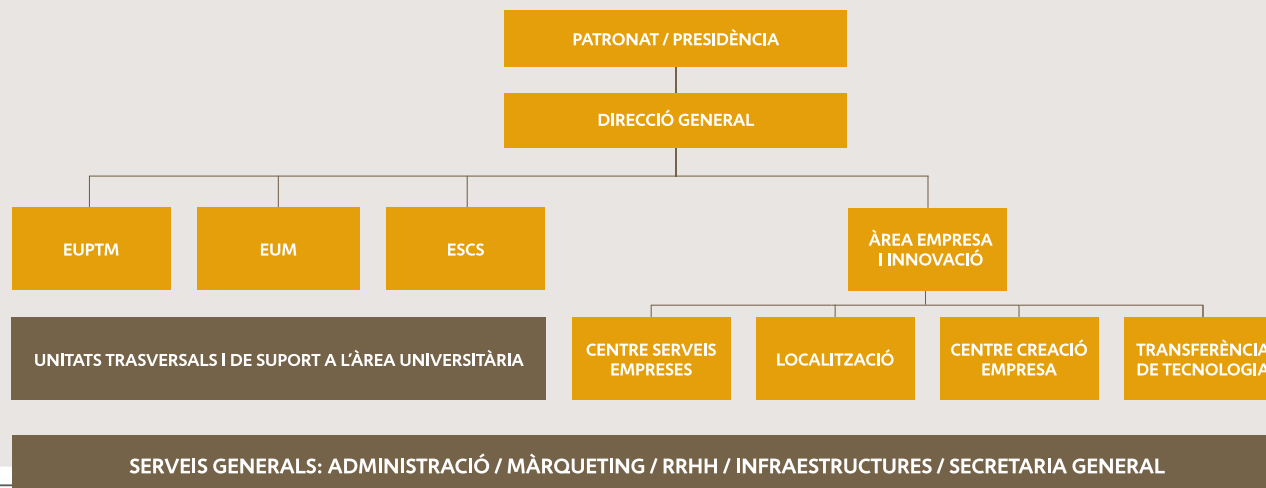 PATRONAT / PRESIDÈNCIA
DIRECCIÓ GENERAL
EUPTM
EUM
ESCS
ÀREA EMPRESA
I INNOVACIÓ
UNITATS TRASVERSALS I DE SUPORT A L'ÀREA UNIVERSITÀRIA
CENTRE SERVEIS
EMPRESES
LOCALITZACIÓ
CENTRE CREACIÓ
EMPRESA
TRANSFERÈNCIA
DE TECNOLOGIA
SERVEIS GENERALS: ADMINISTRACIÓ / MÀRQUETING / RRHH / INFRAESTRUCTURES / SECRETARIA GENERAL